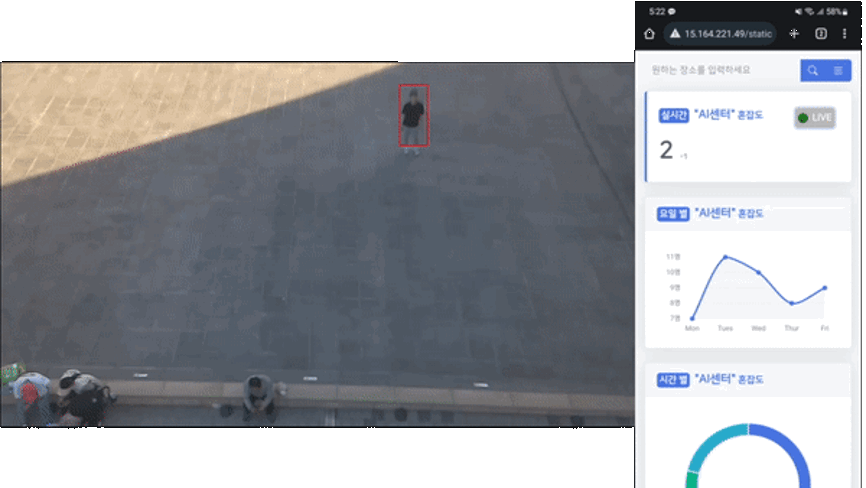 5:22
58%
15.164.221.49/static
원하는 장소를 입력하세요
실시간 "AI센터" 혼잡도
LIVE
2
-1
요일 별 "AI센터" 혼잡도
11명
10명
9명
8명
7명
Mon Tues Wed Thur Fri
시간 별 "AI센터" 혼잡도